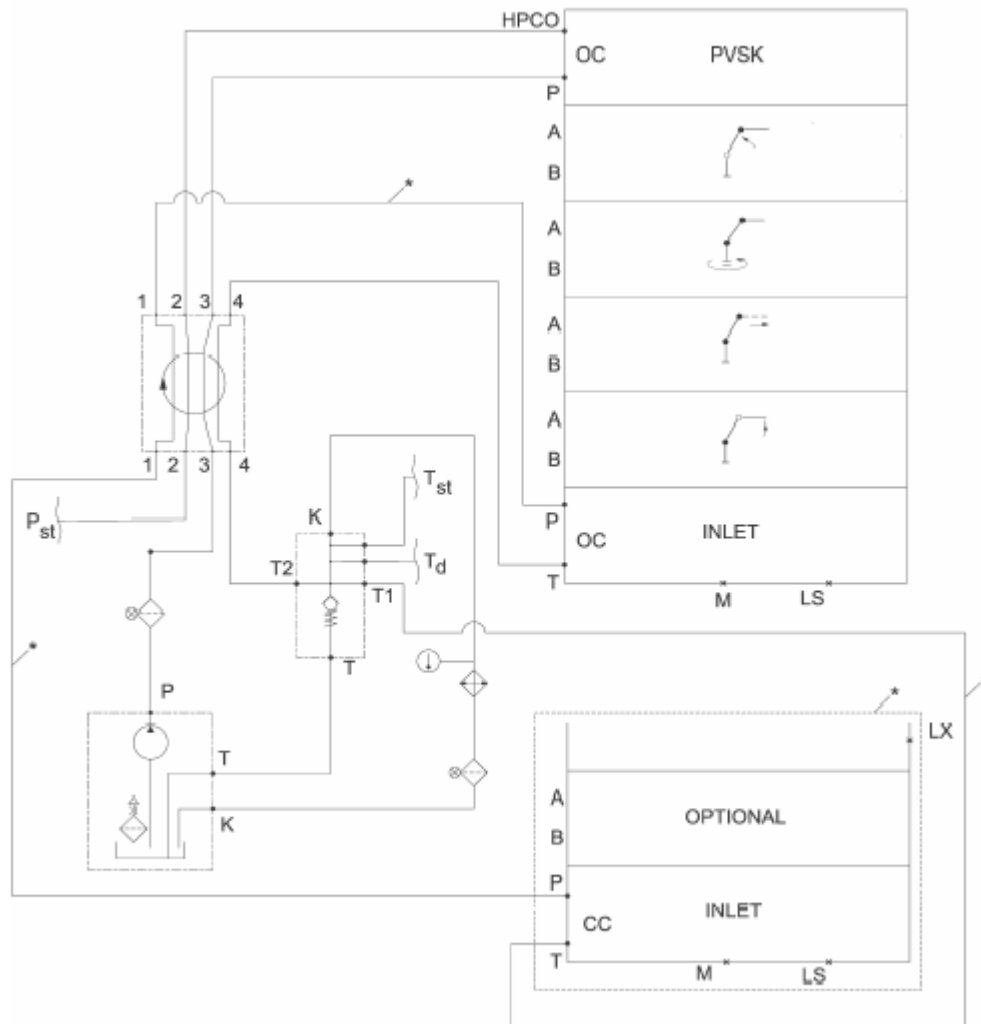 HPCO
OC PVSK
P
A
B
*
A
B
1 2 3 4
A
B
A
B
1 2 3 4
Tst
Pst
K
P
OC INLET
T
Td
T2
T1
M LS
T
*
P
*
LX
T
A
OPTIONAL
B
K
P
INLET
CC
T
M LS